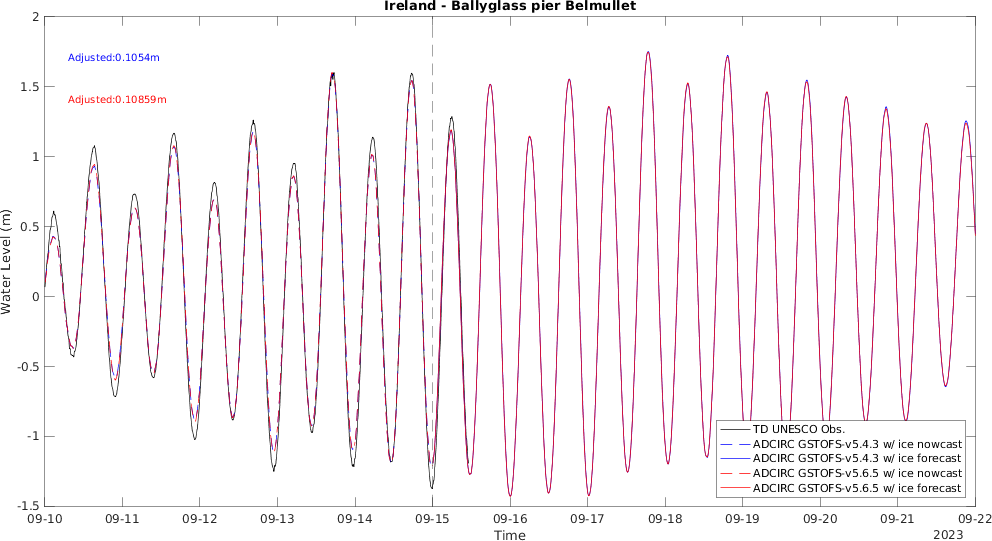 Ireland - Ballyglass pier Belmullet
Adjusted:0.1054m
Adjusted:0.10859m
Water Level (m)
2
1.5
1
0.5
0
-0.5
-1
-1.5
TD UNESCO Obs.
ADCIRC GSTOFS-v5.4.3 w/ ice nowcast
ADCIRC GSTOFS-v5.4.3 w/ ice forecast
ADCIRC GSTOFS-v5.6.5 w/ ice nowcast
ADCIRC GSTOFS-v5.6.5 w/ ice forecast
09-10 09-11 09-12 09-13 09-14 09-15 09-16 09-17 09-18 09-19 09-20 09-21 09-22
Time
2023